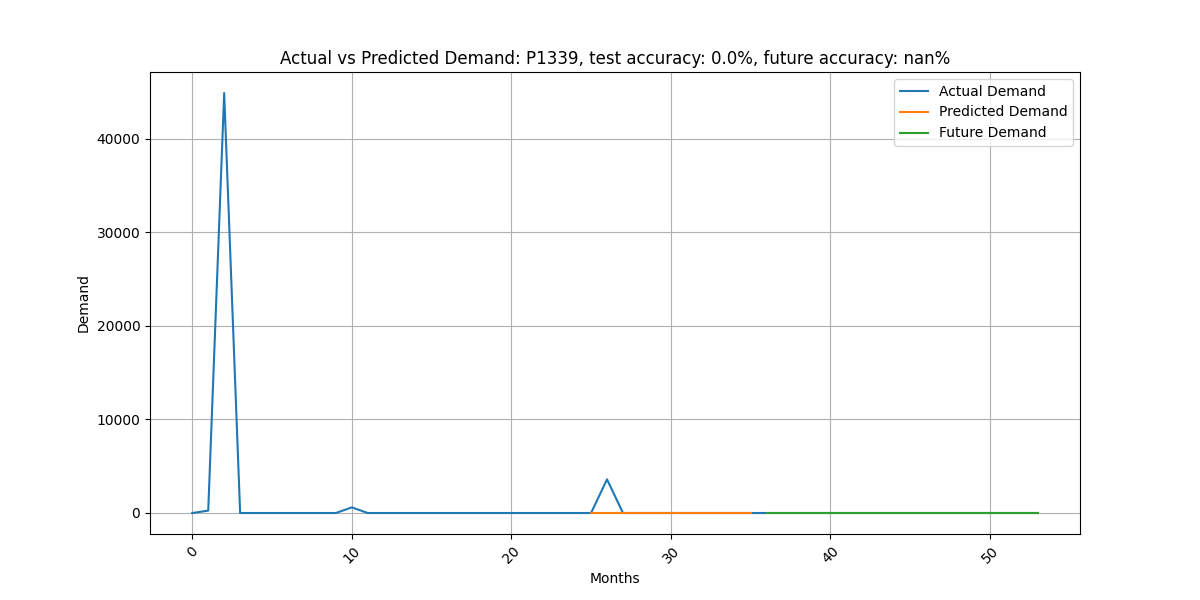 Actual vs Predicted Demand: P1339, test accuracy: 0.0%, future accuracy: nan%
Actual Demand
Predicted Demand
Future Demand
Demand
40000
30000
20000
10000
0
0 10 20 30 40 50
Months